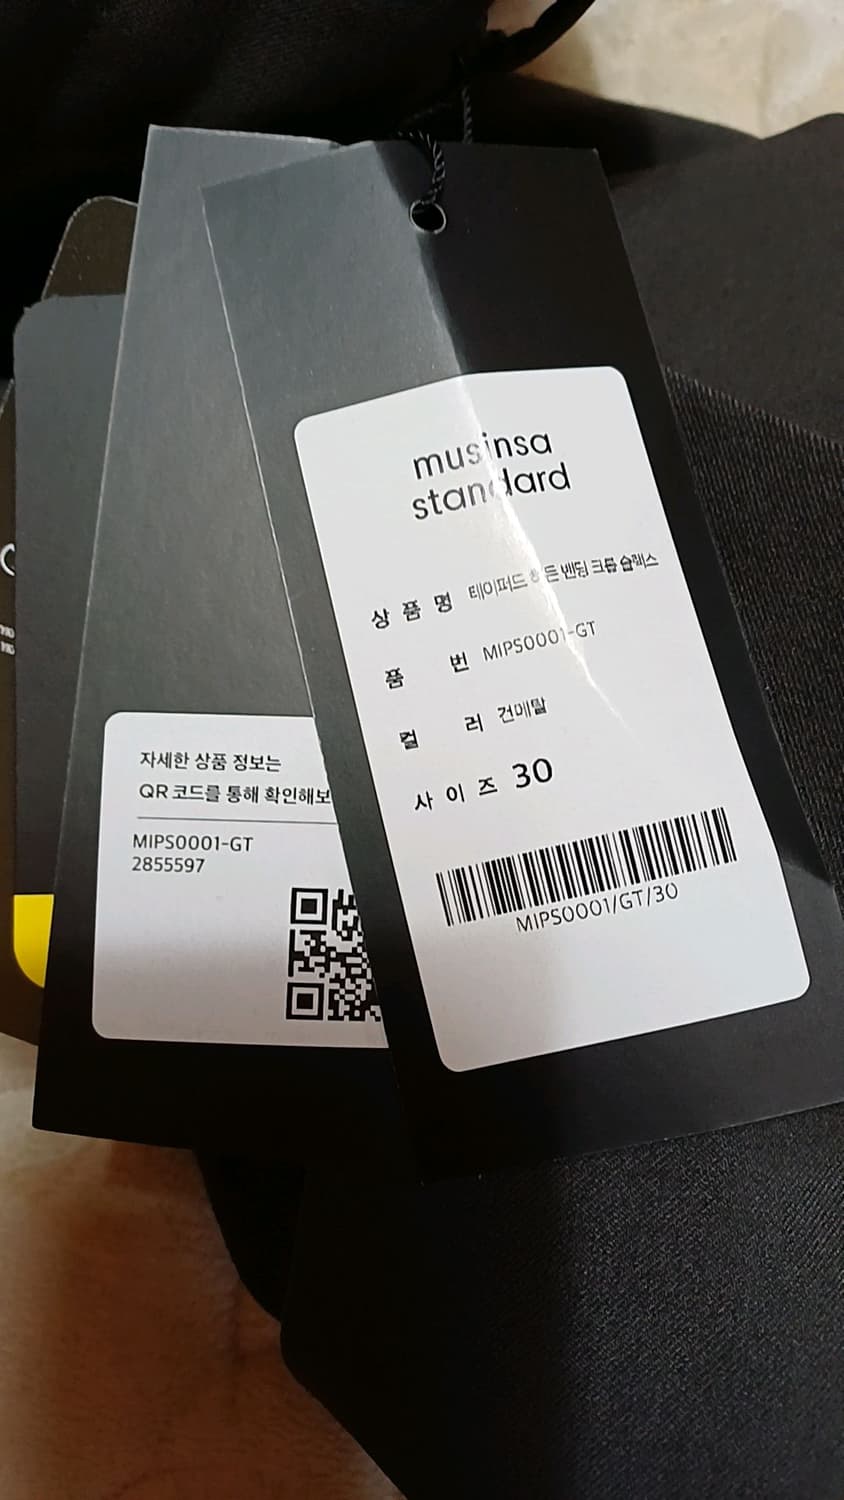 musinsa
standard
상품명 테이퍼드 밴딩 크롭 슬랙스
품번 MIPS0001-GT
컬러 건메탈
사이즈 30
MIPS0001/GT/30
자세한 상품 정보는
QR 코드를 통해 확인해보
MIPS0001-GT
2855597